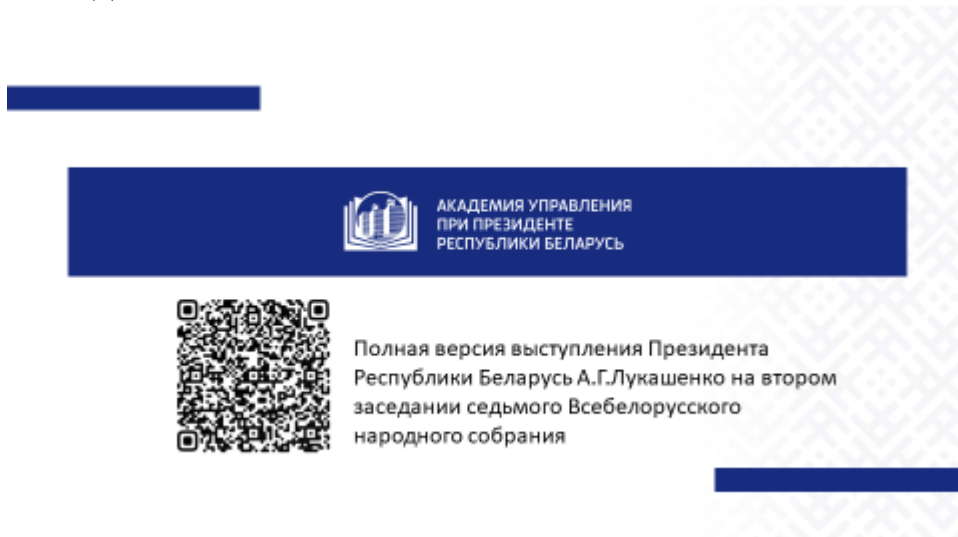 АКАДЕМИЯ УПРАВЛЕНИЯ
ПРИ ПРЕЗИДЕНТЕ
РЕСПУБЛИКИ БЕЛАРУСЬ
Полная версия выступления Президента
Республики Беларусь А.Г.Лукашенко на втором
заседании седьмого Всебелорусского
народного собрания